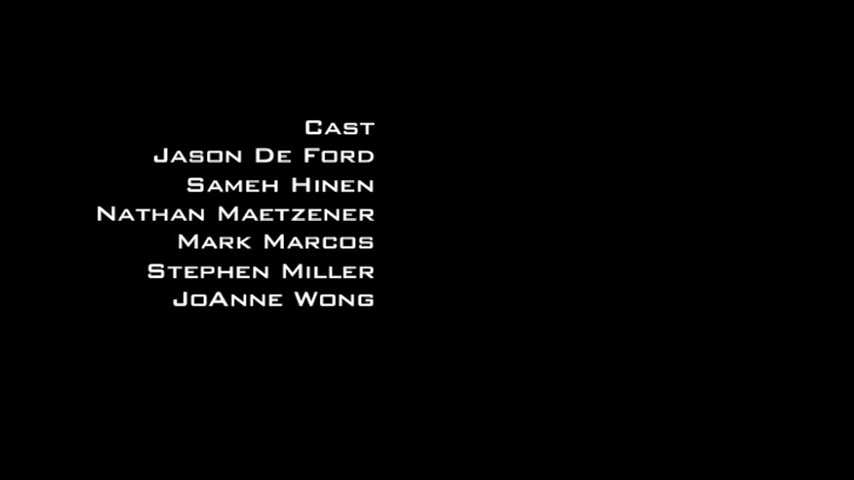 Cast
Jason De Ford
Sameh Hinen
Nathan Maetzener
Mark Marcos
Stephen Miller
JoAnne Wong